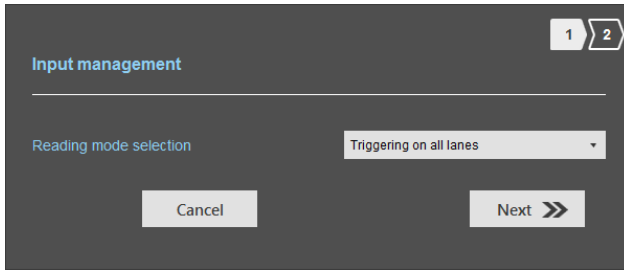 1 2
Input management
Reading mode selection
Triggering on all lanes
Cancel
Next